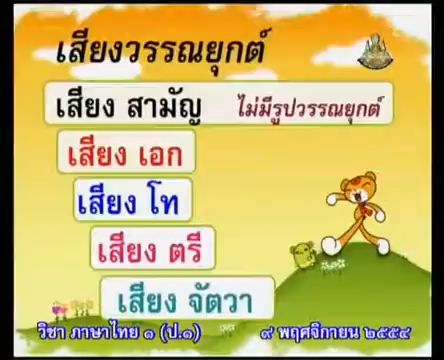 เสียงวรรณยุกต์
เสียง สามัญ ไม่มีรูปวรรณยุกต์
เสียง เอก
เสียง โท
เสียง ตรี
เสียง จัตวา
วิชา ภาษาไทย ๑ (ป.๑) ๙ พฤศจิกายน ๒๕๕๔